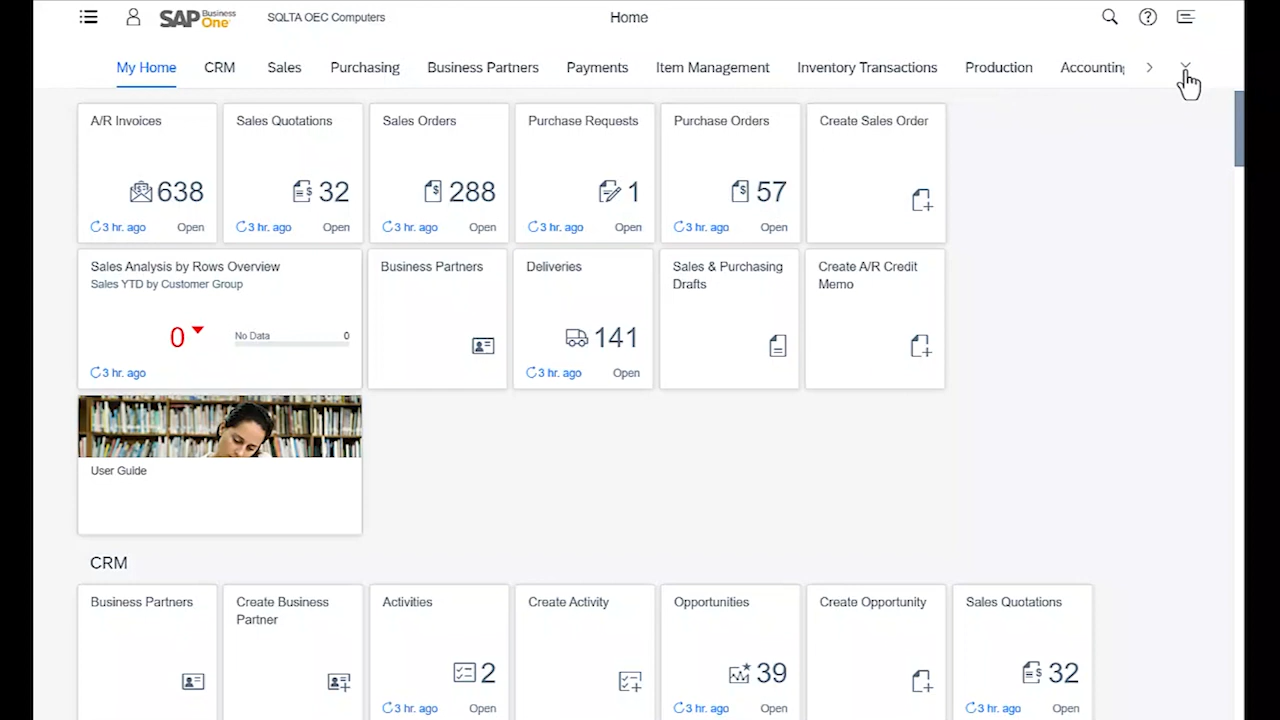 SAP Business One
SQLTA OEC Computers
Home
My Home CRM Sales Purchasing Business Partners Payments Item Management Inventory Transactions Production Accounting
A/R Invoices
638
3 hr. ago Open
Sales Quotations
32
3 hr. ago Open
Sales Orders
288
3 hr. ago Open
Purchase Requests
1
3 hr. ago Open
Purchase Orders
57
3 hr. ago Open
Create Sales Order
Sales Analysis by Rows Overview
Sales YTD by Customer Group
0
No Data 0
3 hr. ago
Business Partners
Deliveries
141
3 hr. ago Open
Sales & Purchasing
Drafts
Create A/R Credit
Memo
User Guide
CRM
Business Partners
Create Business
Partner
Activities
2
3 hr. ago Open
Create Activity
Opportunities
39
3 hr. ago Open
Create Opportunity
Sales Quotations
32
3 hr. ago Open